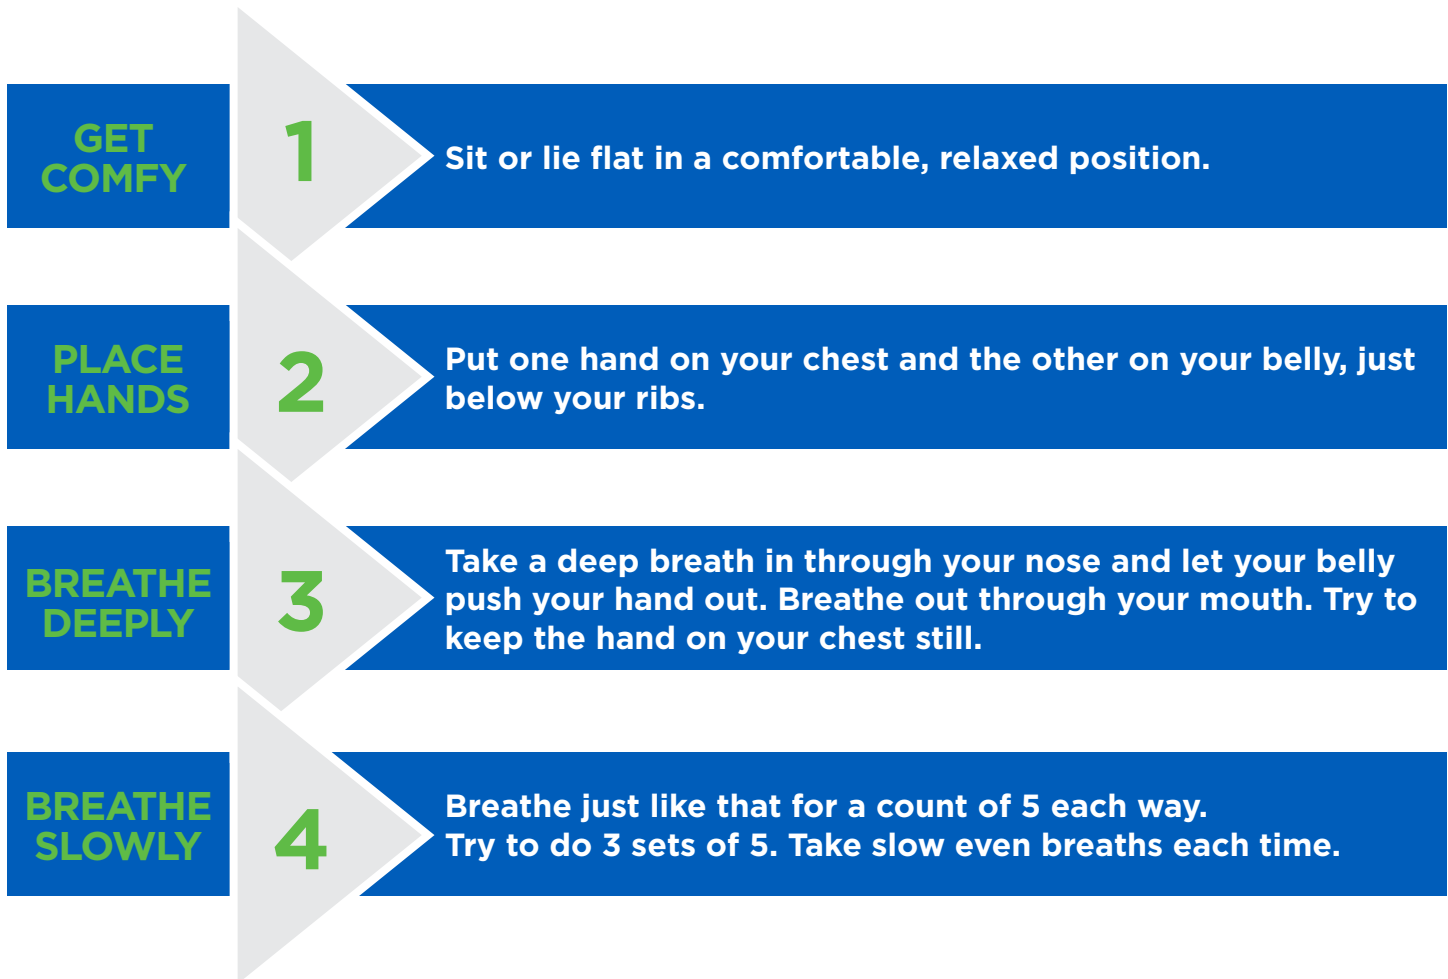 GET
COMFY
1
Sit or lie flat in a comfortable, relaxed position.
PLACE
HANDS
2
Put one hand on your chest and the other on your belly, just
below your ribs.
BREATHE
DEEPLY
3
Take a deep breath in through your nose and let your belly
push your hand out. Breathe out through your mouth. Try to
keep the hand on your chest still.
BREATHE
SLOWLY
4
Breathe just like that for a count of 5 each way.
Try to do 3 sets of 5. Take slow even breaths each time.